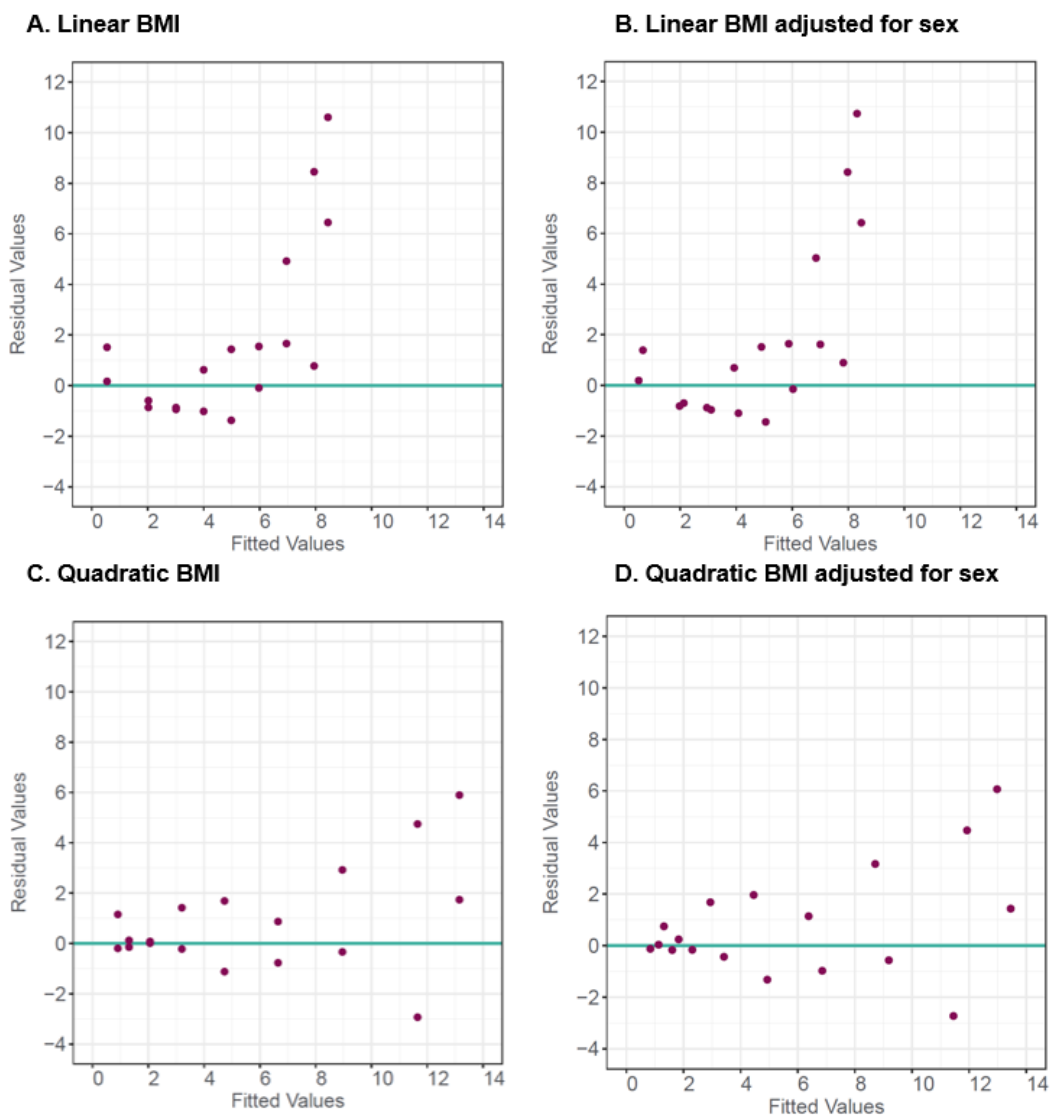 A. Linear BMI
12
10
8
6
4
2
0
−2
−4
Residual Values
0 2 4 6 8 10 12 14
Fitted Values
B. Linear BMI adjusted for sex
12
10
8
6
4
2
0
−2
−4
Residual Values
0 2 4 6 8 10 12 14
Fitted Values
C. Quadratic BMI
12
10
8
6
4
2
0
−2
−4
Residual Values
0 2 4 6 8 10 12 14
Fitted Values
D. Quadratic BMI adjusted for sex
12
10
8
6
4
2
0
−2
−4
Residual Values
0 2 4 6 8 10 12 14
Fitted Values